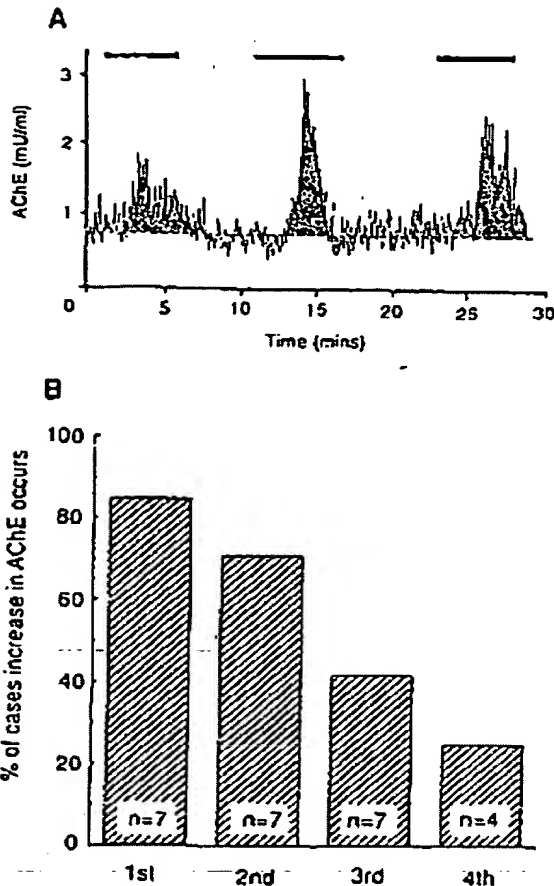 A
AChE (mU/ml)
3
2
1
0 5 10 15 20 25 30
Time (mins)
B
% of cases increase in AChE occurs
100
80
60
40
20
0
n=7 n=7 n=7 n=4
1st 2nd 3rd 4th